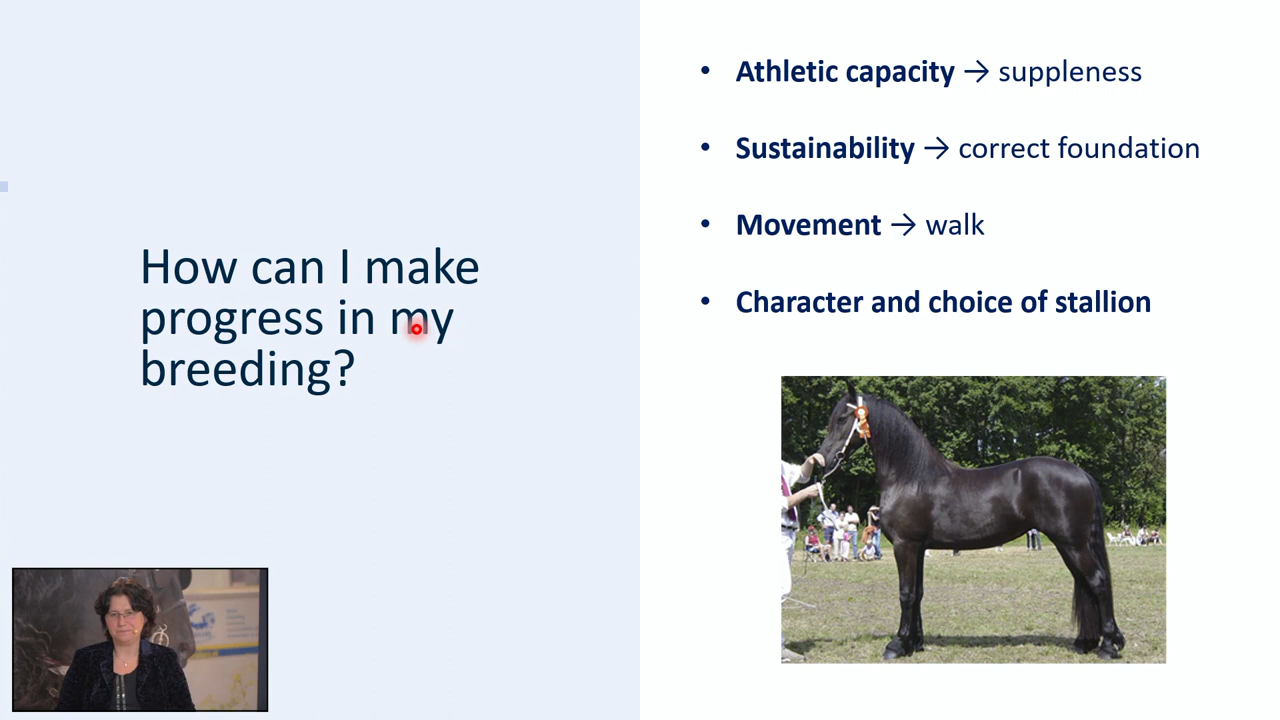 How can I make
progress in my
breeding?
• Athletic capacity → suppleness
• Sustainability → correct foundation
• Movement → walk
• Character and choice of stallion